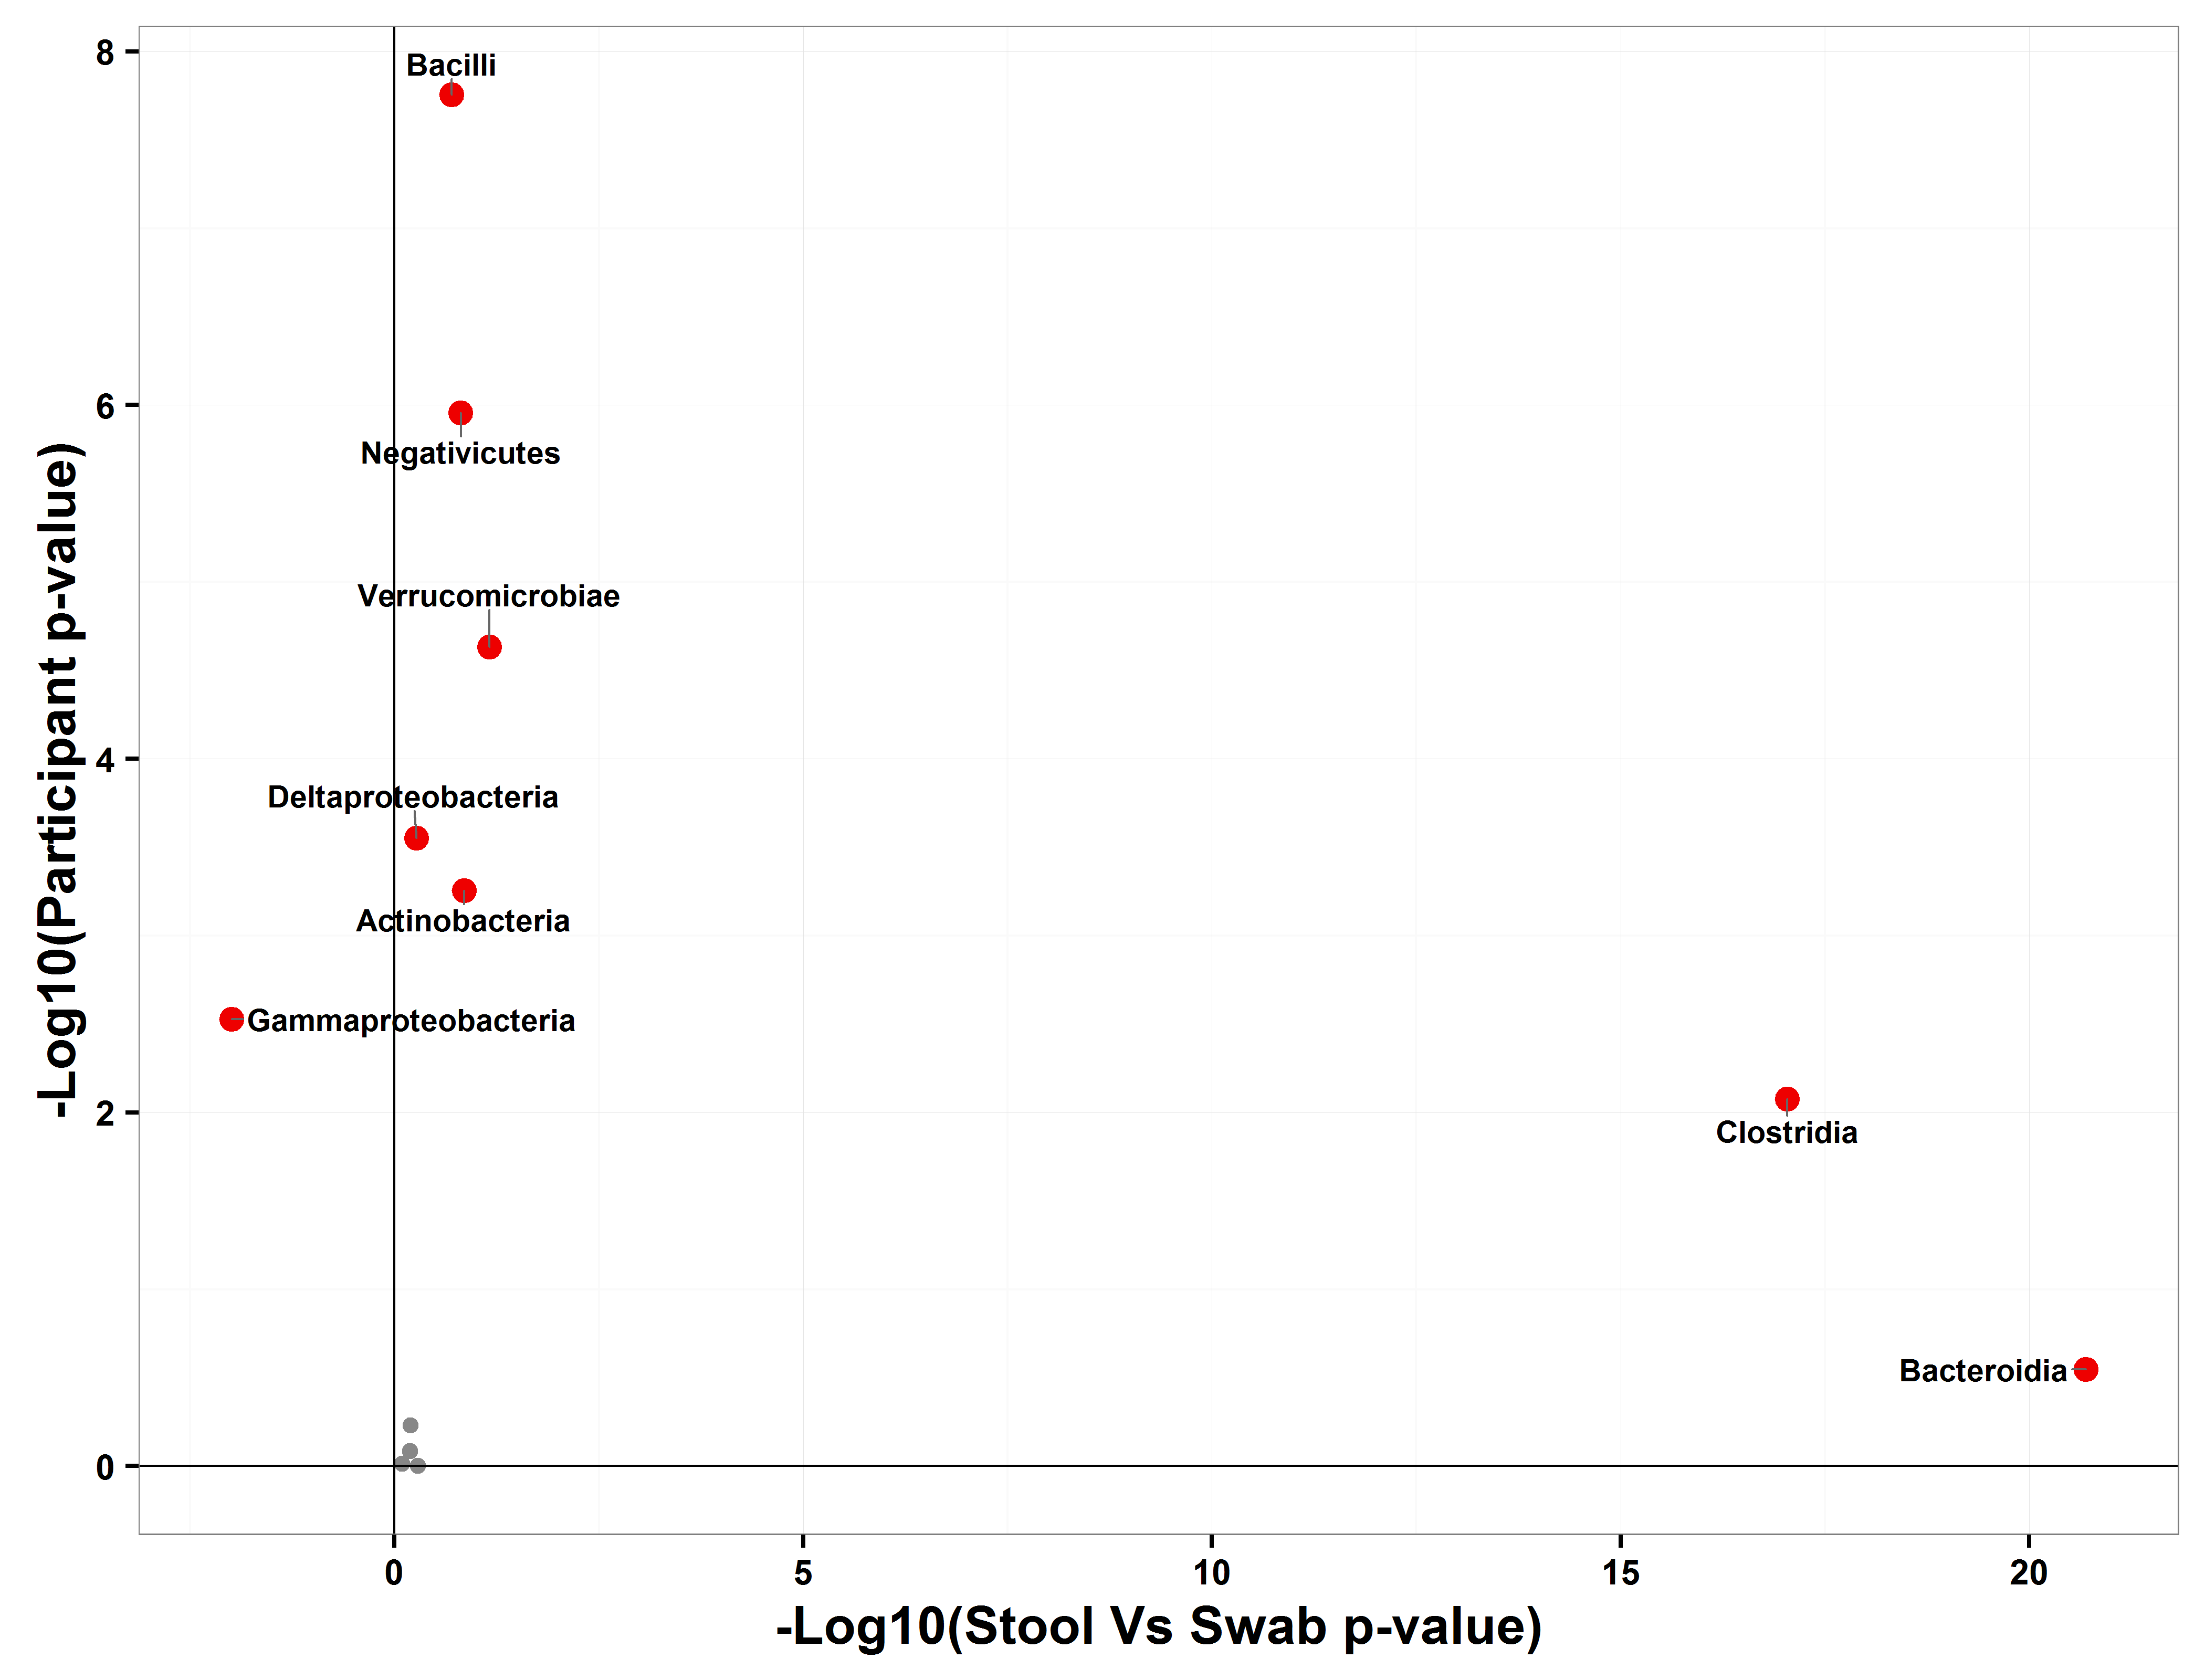 8
Bacilli
6
Negativicutes
Verrucomicrobiae
4
Deltaproteobacteria
Actinobacteria
Gammaproteobacteria
2
Clostridia
Bacteroidia
0
0 5 10 15 20
-Log10(Stool Vs Swab p-value)
-Log10(Participant p-value)